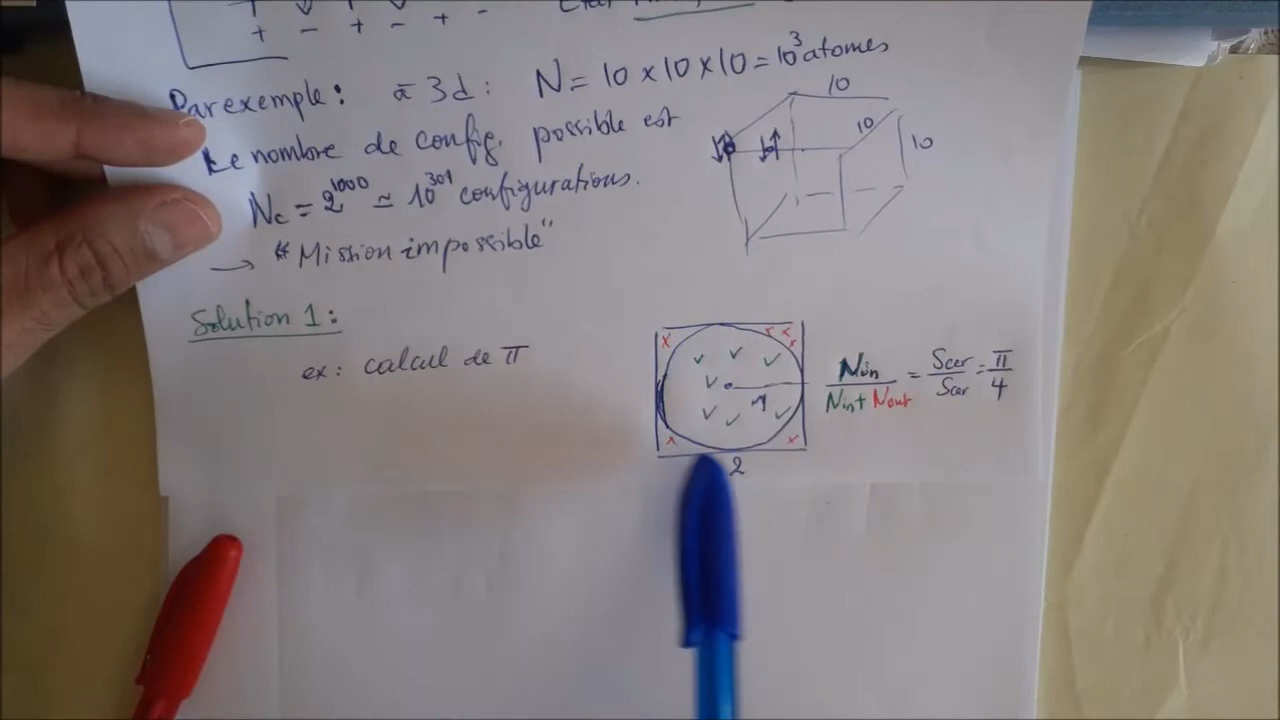 + - + - + -
Par exemple : à 3d : N = 10 x 10 x 10 = 10³ atomes
Le nombre de config. possible est
Nc = 2¹⁰⁰⁰ ≃ 10³⁰¹ configurations.
→ "Mission impossible"
10
10
10
Solution 1 :
ex : calcul de π
1
2
Nin / Nin + Nout = Scer / Scar = π / 4